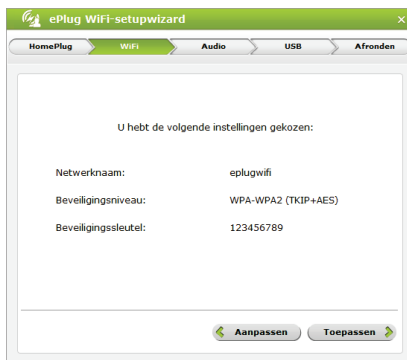 ePlug WiFi-setupwizard ×
HomePlug WiFi Audio USB Afronden
U hebt de volgende instellingen gekozen:
Netwerknaam: eplugwifi
Beveiligingsniveau: WPA-WPA2 (TKIP+AES)
Beveiligingssleutel: 123456789
Aanpassen Toepassen